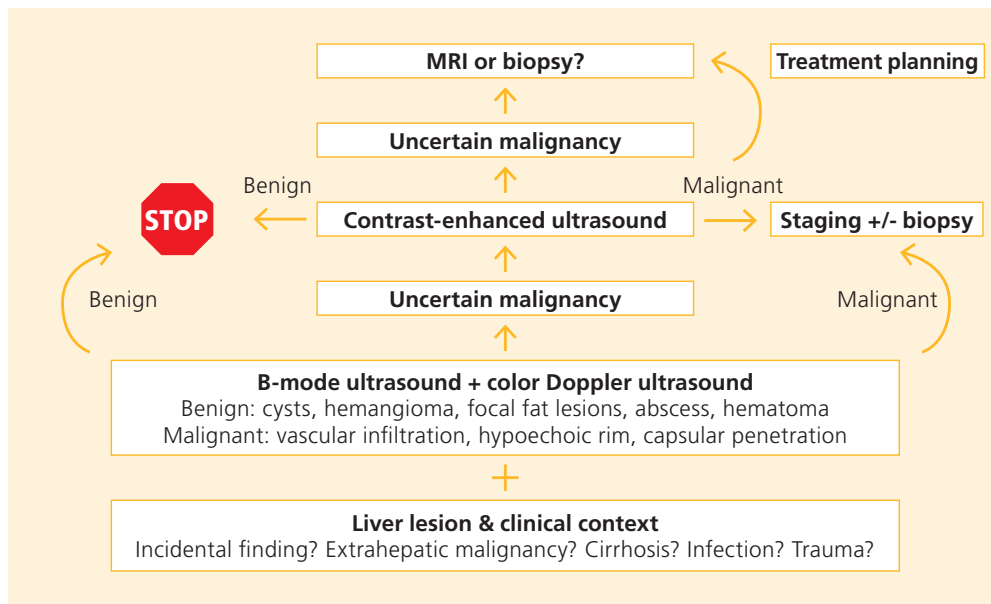 MRI or biopsy?
Treatment planning
Uncertain malignancy
Benign
Malignant
STOP
Contrast-enhanced ultrasound
Staging +/- biopsy
Benign
Uncertain malignancy
Malignant
B-mode ultrasound + color Doppler ultrasound
Benign: cysts, hemangioma, focal fat lesions, abscess, hematoma
Malignant: vascular infiltration, hypoechoic rim, capsular penetration
+
Liver lesion & clinical context
Incidental finding? Extrahepatic malignancy? Cirrhosis? Infection? Trauma?